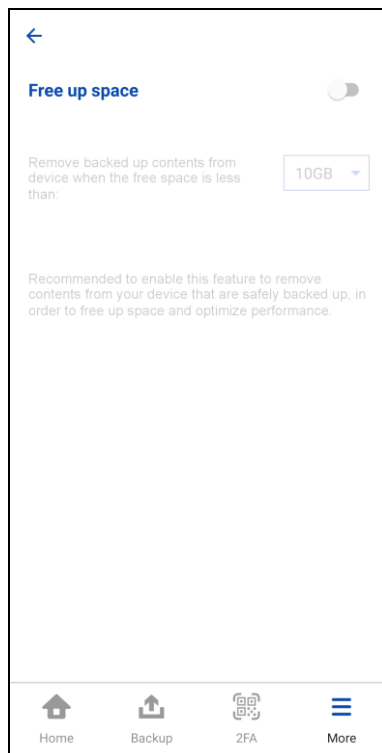 Free up space
Remove backed up contents from
device when the free space is less
than:
10GB
Recommended to enable this feature to remove
contents from your device that are safely backed up, in
order to free up space and optimize performance.
Home
Backup
2FA
More